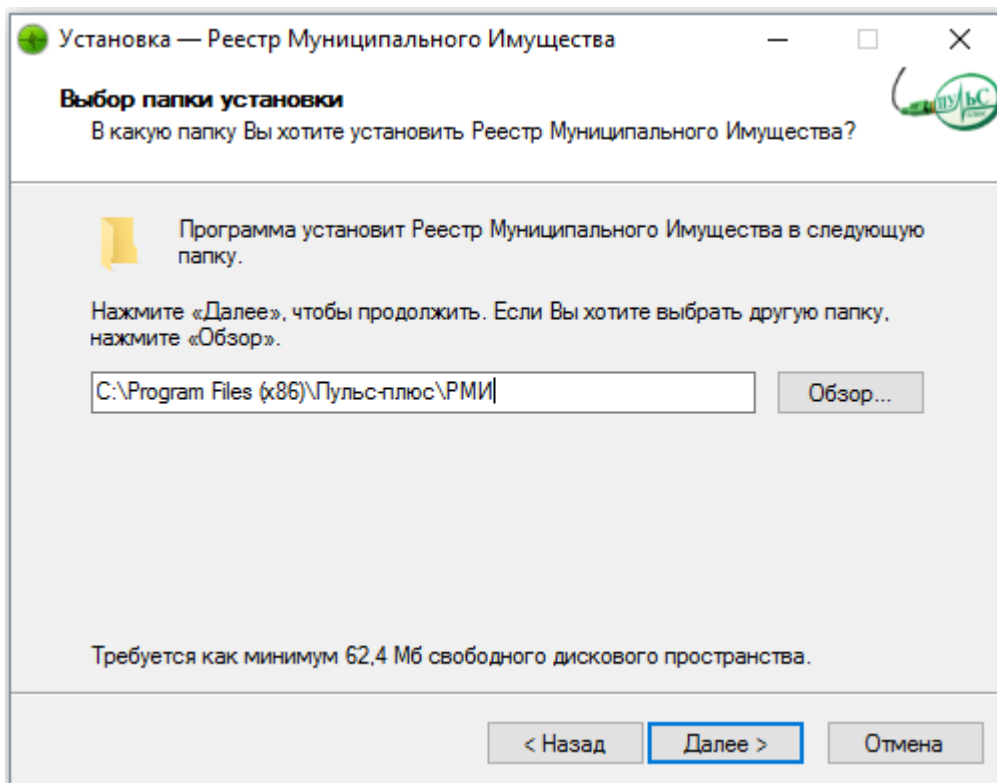 Установка — Реестр Муниципального Имущества
Выбор папки установки
В какую папку Вы хотите установить Реестр Муниципального Имущества?
ПУЛЬС
Программа установит Реестр Муниципального Имущества в следующую
папку.
Нажмите «Далее», чтобы продолжить. Если Вы хотите выбрать другую папку,
нажмите «Обзор».
C:\Program Files (x86)\Пульс-плюс\РМИ
Обзор...
Требуется как минимум 62,4 Мб свободного дискового пространства.
< Назад
Далее >
Отмена